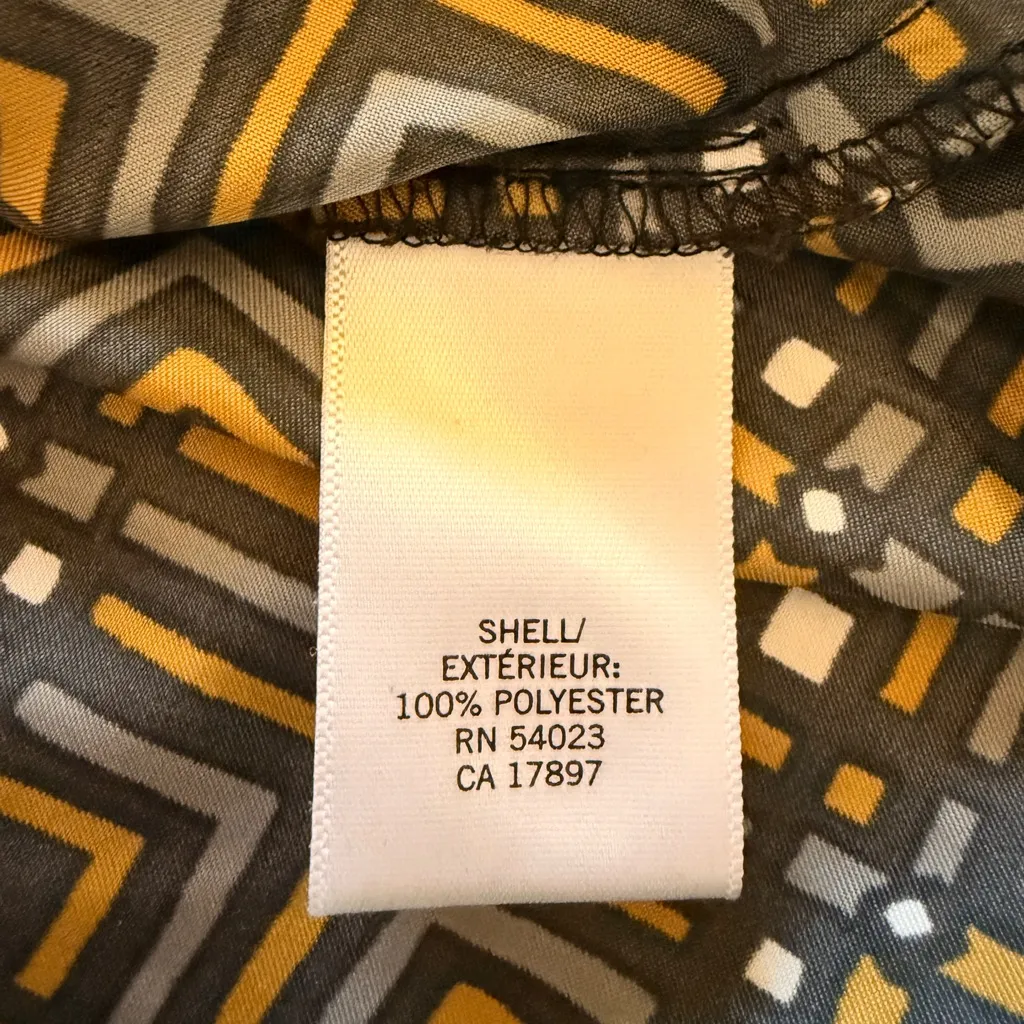 SHELL/
EXTÉRIEUR:
100% POLYESTER
RN 54023
CA 17897